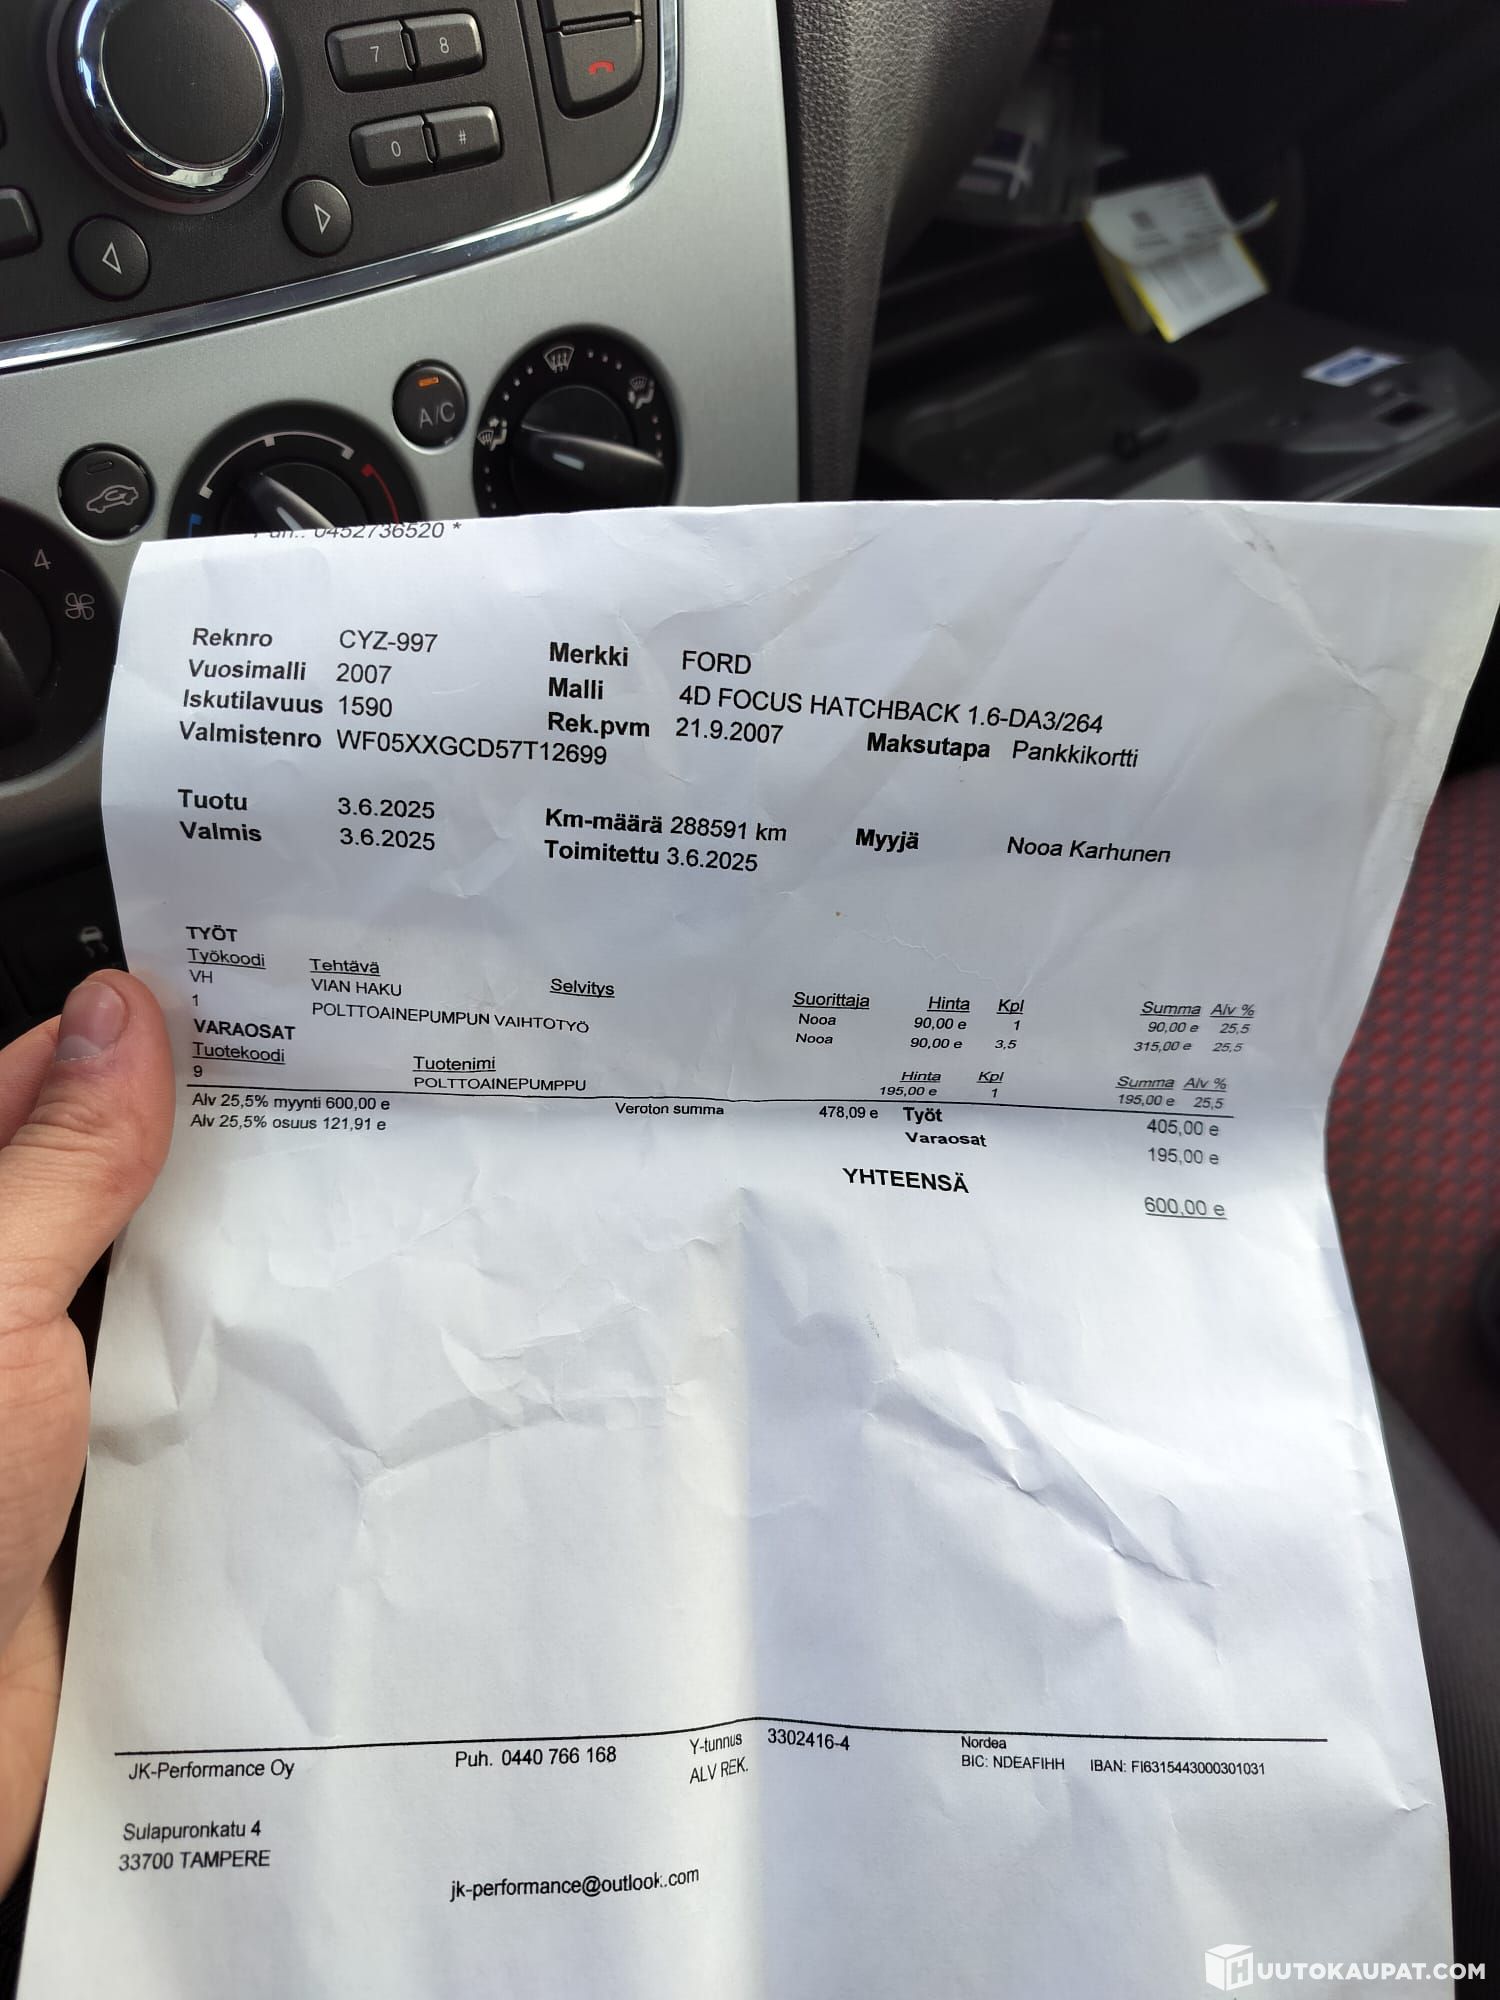 7 8
0 #
A/C
4
Puh.: 0452736520 *
Reknro CYZ-997 Merkki FORD
Vuosimalli 2007 Malli 4D FOCUS HATCHBACK 1.6-DA3/264
Iskutilavuus 1590 Rek.pvm 21.9.2007 Maksutapa Pankkikortti
Valmistenro WF05XXGCD57T12699
Tuotu 3.6.2025 Km-määrä 288591 km Myyjä Nooa Karhunen
Valmis 3.6.2025 Toimitettu 3.6.2025
TYÖT
Työkoodi Tehtävä Selvitys Suorittaja Hinta Kpl Summa Alv %
VH VIAN HAKU Nooa 90,00 e 1 90,00 e 25,5
1 POLTTOAINEPUMPUN VAIHTOTYÖ Nooa 90,00 e 3,5 315,00 e 25,5
VARAOSAT
Tuotekoodi Tuotenimi Hinta Kpl Summa Alv %
9 POLTTOAINEPUMPPU 195,00 e 1 195,00 e 25,5
Alv 25,5% myynti 600,00 e Veroton summa 478,09 e Työt 405,00 e
Alv 25,5% osuus 121,91 e Varaosat 195,00 e
YHTEENSÄ 600,00 e
JK-Performance Oy Puh. 0440 766 168 Y-tunnus 3302416-4 Nordea
ALV REK. BIC: NDEAFIHH IBAN: FI6315443000301031
Sulapuronkatu 4
33700 TAMPERE
jk-performance@outlook.com
HUUTOKAUPAT.COM